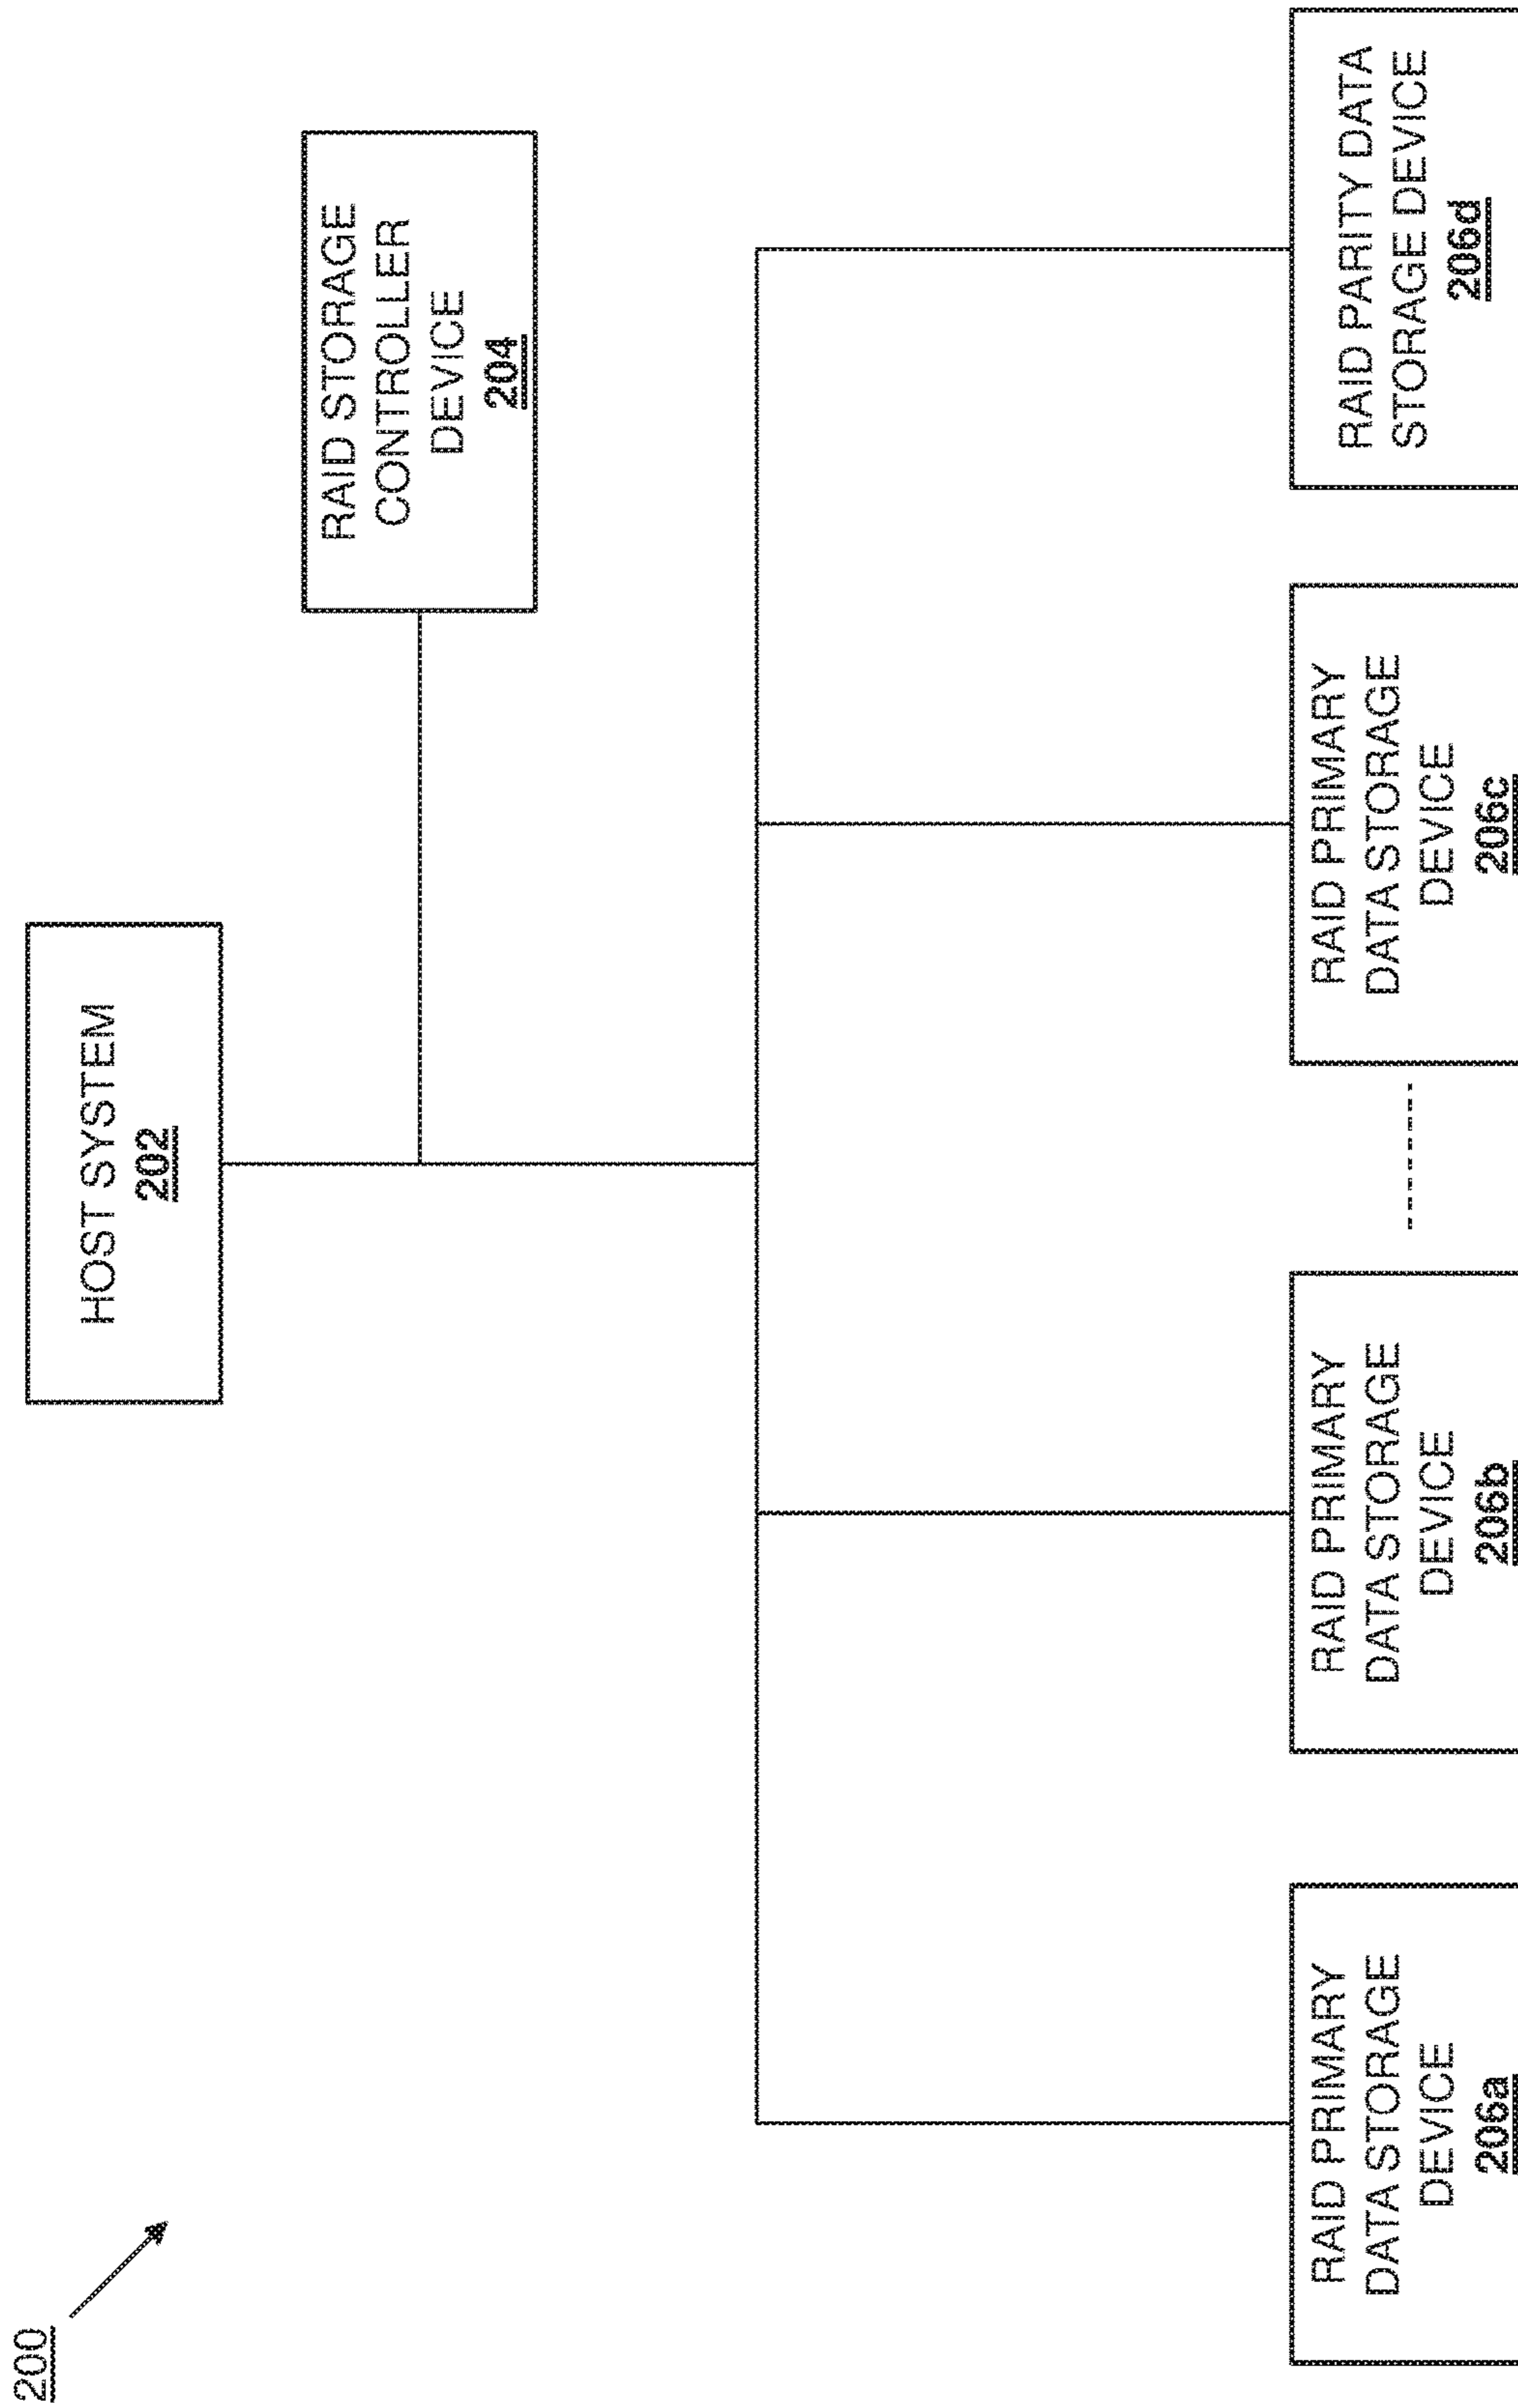 200
HOST SYSTEM
202
RAID STORAGE
CONTROLLER
DEVICE
204
RAID PRIMARY
DATA STORAGE
DEVICE
206a
RAID PRIMARY
DATA STORAGE
DEVICE
206b
RAID PRIMARY
DATA STORAGE
DEVICE
206c
RAID PARITY DATA
STORAGE DEVICE
206d